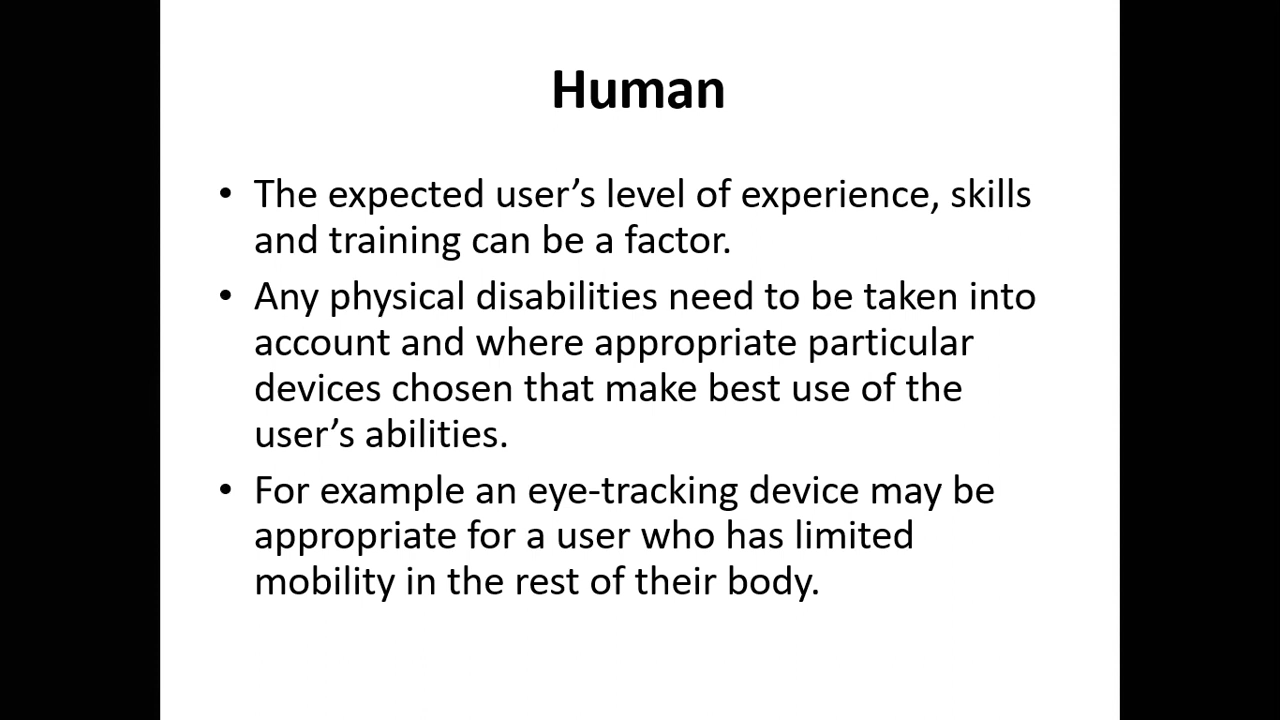 Human
• The expected user’s level of experience, skills
and training can be a factor.
• Any physical disabilities need to be taken into
account and where appropriate particular
devices chosen that make best use of the
user’s abilities.
• For example an eye-tracking device may be
appropriate for a user who has limited
mobility in the rest of their body.